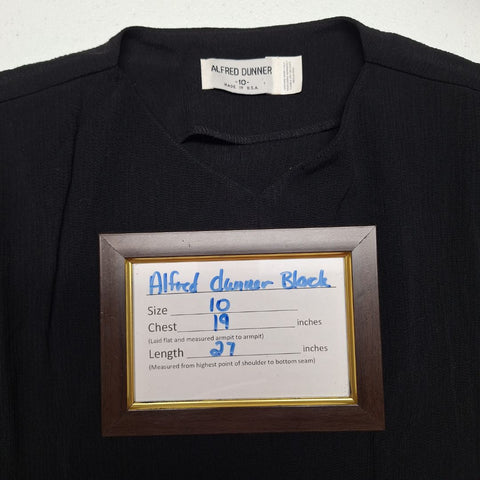 ALFRED DUNNER
-10-
MADE IN U.S.A.
Alfred dunner Black
Size 10
Chest 19 inches
(Laid flat and measured armpit to armpit)
Length 27 inches
(Measured from highest point of shoulder to bottom seam)